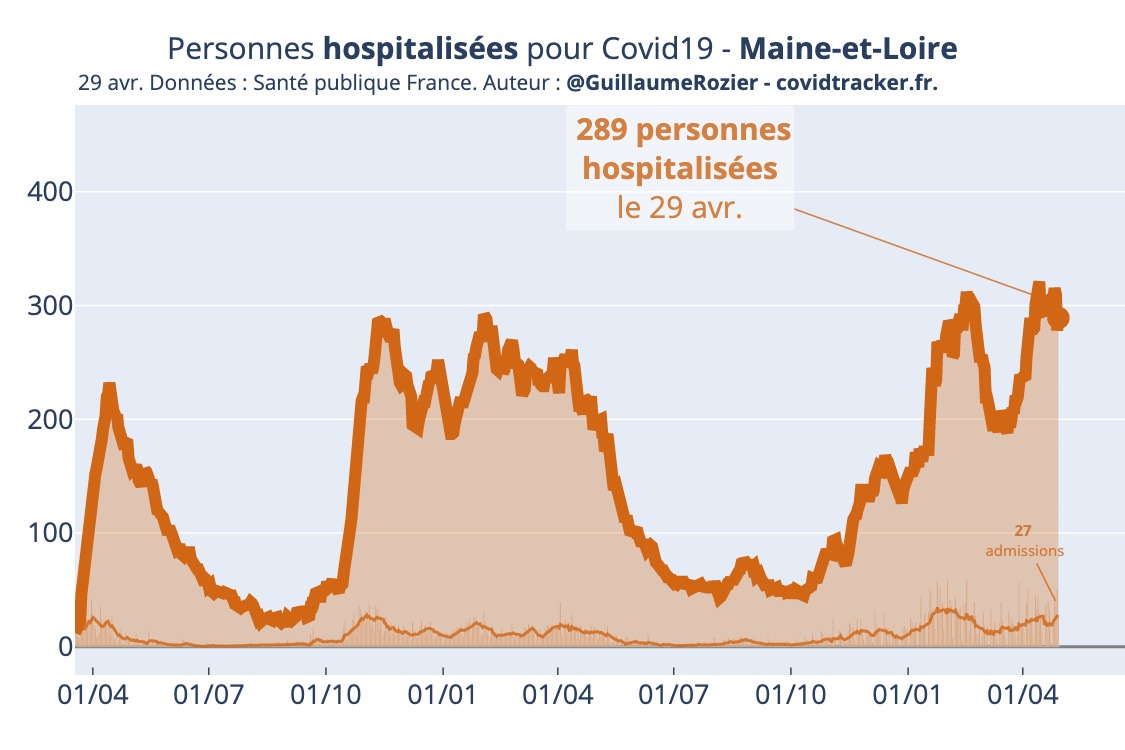 Personnes hospitalisées pour Covid19 - Maine-et-Loire
29 avr. Données : Santé publique France. Auteur : @GuillaumeRozier - covidtracker.fr.
289 personnes
hospitalisées
le 29 avr.
400
300
200
100
0
27
admissions
01/04 01/07 01/10 01/01 01/04 01/07 01/10 01/01 01/04